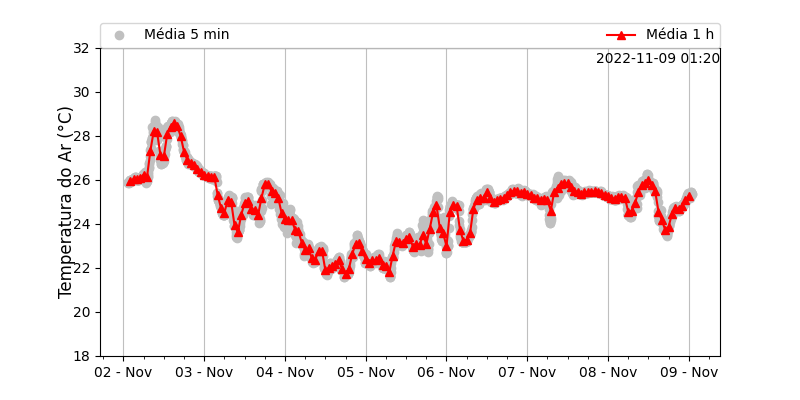 Média 5 min
Média 1 h
2022-11-09 01:20
Temperatura do Ar (°C)
32
30
28
26
24
22
20
18
02 - Nov
03 - Nov
04 - Nov
05 - Nov
06 - Nov
07 - Nov
08 - Nov
09 - Nov